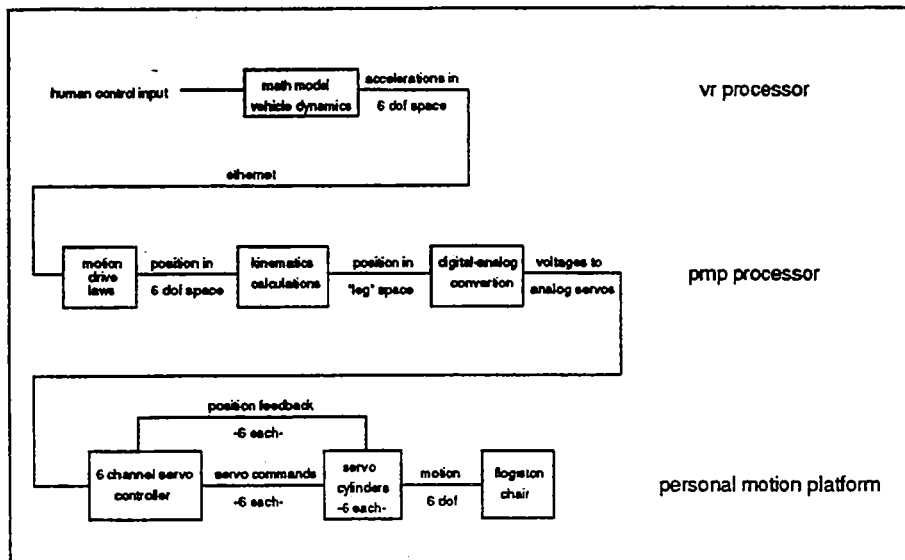 human control input
math model
vehicle dynamics
accelerations in
6 dof space
vr processor
ethernet
motion
drive
laws
position in
6 dof space
kinematics
calculations
position in
"leg" space
digital-analog
convertion
voltages to
analog servos
pmp processor
position feedback
-6 each-
6 channel servo
controller
servo commands
-6 each-
servo
cylinders
-6 each-
motion
6 dof
flogiston
chair
personal motion platform